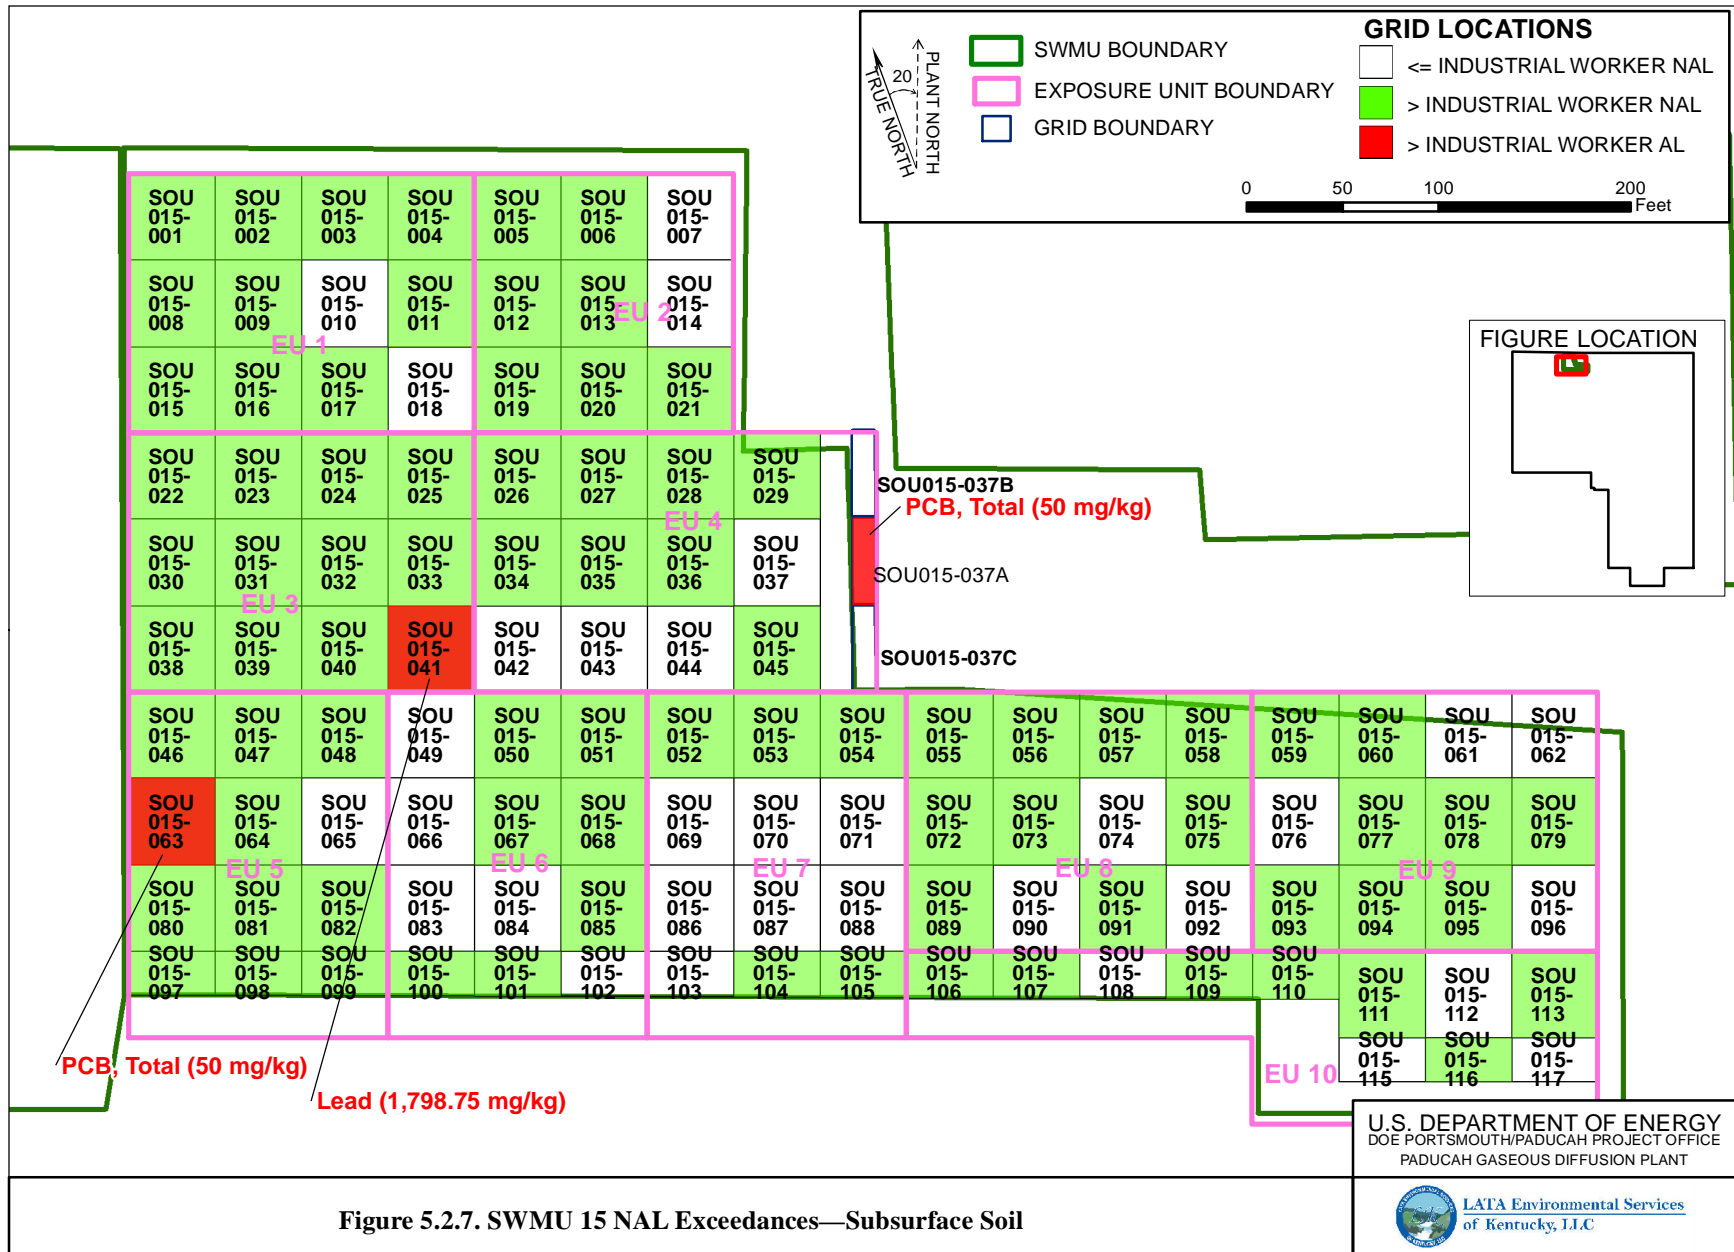 GRID LOCATIONS
SWMU BOUNDARY
EXPOSURE UNIT BOUNDARY
GRID BOUNDARY
<= INDUSTRIAL WORKER NAL
> INDUSTRIAL WORKER NAL
> INDUSTRIAL WORKER AL
TRUE NORTH
20
PLANT NORTH
0 50 100 200
Feet
FIGURE LOCATION
SOU 015-001
SOU 015-002
SOU 015-003
SOU 015-004
SOU 015-005
SOU 015-006
SOU 015-007
SOU 015-008
SOU 015-009
SOU 015-010
SOU 015-011
SOU 015-012
SOU 015-013
SOU 015-014
EU 1
EU 2
SOU 015-015
SOU 015-016
SOU 015-017
SOU 015-018
SOU 015-019
SOU 015-020
SOU 015-021
SOU 015-022
SOU 015-023
SOU 015-024
SOU 015-025
SOU 015-026
SOU 015-027
SOU 015-028
SOU 015-029
SOU015-037B
PCB, Total (50 mg/kg)
EU 4
SOU 015-030
SOU 015-031
SOU 015-032
SOU 015-033
SOU 015-034
SOU 015-035
SOU 015-036
SOU 015-037
SOU015-037A
EU 3
SOU 015-038
SOU 015-039
SOU 015-040
SOU 015-041
SOU 015-042
SOU 015-043
SOU 015-044
SOU 015-045
SOU015-037C
SOU 015-046
SOU 015-047
SOU 015-048
SOU 015-049
SOU 015-050
SOU 015-051
SOU 015-052
SOU 015-053
SOU 015-054
SOU 015-055
SOU 015-056
SOU 015-057
SOU 015-058
SOU 015-059
SOU 015-060
SOU 015-061
SOU 015-062
SOU 015-063
SOU 015-064
SOU 015-065
SOU 015-066
SOU 015-067
SOU 015-068
SOU 015-069
SOU 015-070
SOU 015-071
SOU 015-072
SOU 015-073
SOU 015-074
SOU 015-075
SOU 015-076
SOU 015-077
SOU 015-078
SOU 015-079
EU 5
EU 6
EU 7
EU 8
EU 9
SOU 015-080
SOU 015-081
SOU 015-082
SOU 015-083
SOU 015-084
SOU 015-085
SOU 015-086
SOU 015-087
SOU 015-088
SOU 015-089
SOU 015-090
SOU 015-091
SOU 015-092
SOU 015-093
SOU 015-094
SOU 015-095
SOU 015-096
SOU 015-097
SOU 015-098
SOU 015-099
SOU 015-100
SOU 015-101
SOU 015-102
SOU 015-103
SOU 015-104
SOU 015-105
SOU 015-106
SOU 015-107
SOU 015-108
SOU 015-109
SOU 015-110
SOU 015-111
SOU 015-112
SOU 015-113
EU 10
SOU 015-115
SOU 015-116
SOU 015-117
PCB, Total (50 mg/kg)
Lead (1,798.75 mg/kg)
U.S. DEPARTMENT OF ENERGY
DOE PORTSMOUTH/PADUCAH PROJECT OFFICE
PADUCAH GASEOUS DIFFUSION PLANT
Figure 5.2.7. SWMU 15 NAL Exceedances—Subsurface Soil
LATA Environmental Services
of Kentucky, LLC